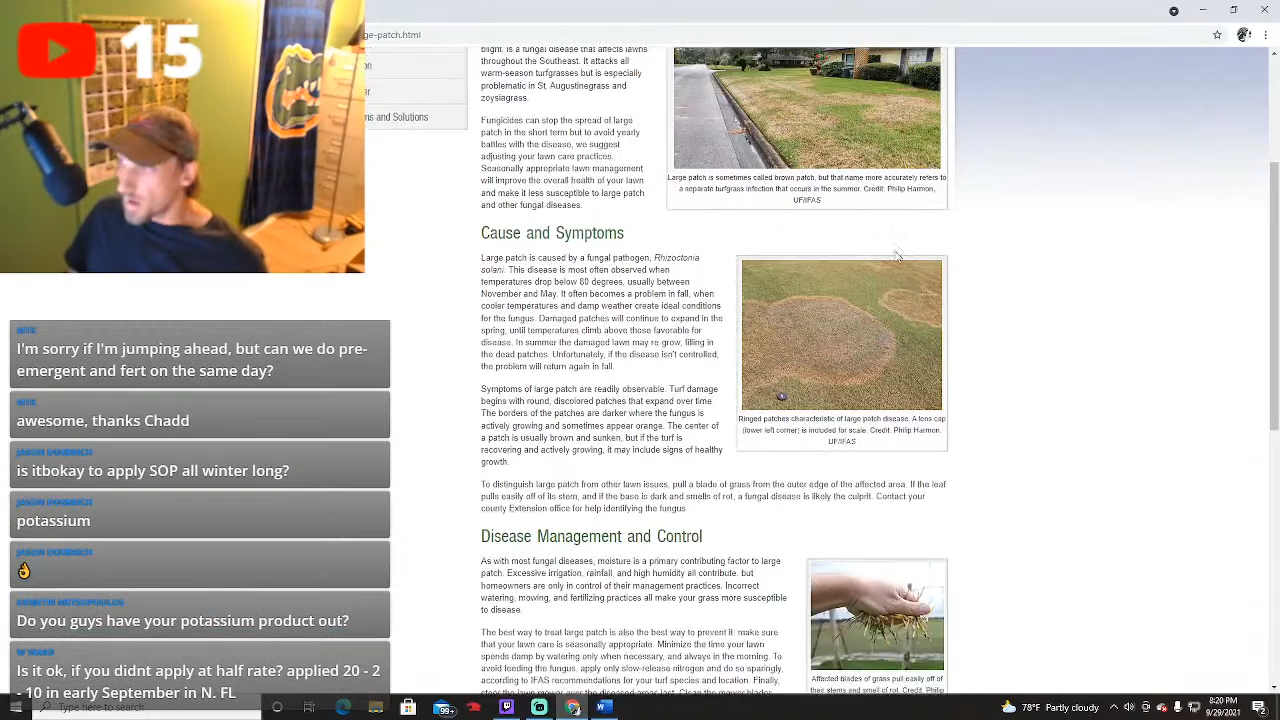 15
ge-patch.html
on
er
ms and Solutions
blight, is a fungal disease that affects lawns
throughout the Southeast. It attacks all
warm-season turfgrasses but is especially
problematic in St. Augustinegrass and
zoysiagrass.
Fungicides can stop the spread of large
patch in the short term but to avoid yearly
battles with the disease, we suggest
adjusting your lawn care practices.
Seasonally appropriate lawn management
will improve the overall health of your lawn
and make it less susceptible to large patch
and other fungal diseases.
Large patch is sometimes called brown patch, but that name more accurately refers to
a separate turfgrass infection that occurs in the summer. Credit: Philip Harmon,
UF/IFAS
Cause and Symptoms
Large patch is caused by a fungal pathogen, Rhizoctonia
solani. This disease is most often observed when
temperatures drop below 80 degrees, usually between
November and May. It often becomes a problem in fall, when
cooler temperatures and damp weather create ideal conditions
for the fungus. Damaged patches will continue to expand in the
spring, until temperatures climb above those favorable for
disease. In summer the damaged lawn may re-grow, filling in
the dead patches. Unfortunately, if the disease isn't controlled,
the problem will return again in fall.
Symptoms of large patch are readily observable. Turf damage
begins with round, discolored patches that expand over time.
The borders of the patches are darker where the fungus is
actively growing and sometimes appear orange. The center of
a patch is usually brown and sunken, but if the turf is
recovering and actively growing, it may include signs of healthy
growth.
Ringed patches characteristic of large patch disease. A lens cap
(lower left corner) is included for scale. Credit: Philip Harmon,
UF/IFAS
To distinguish large patch from other lawn issues, pull a blade of grass from the outer edge of the affected area. If the leaf
pulls easily off of its stem, and if the base is dark and smells of rot, a fungal disease is likely the culprit. Contact your
county Extension office for help identifying the fungus.
Disease Management and Control
As with most fungal diseases, moisture is a primary contributing factor to large
patch. Excessive irrigation, rainfall, and high humidity all contribute, but
homeowners are only in control of their management practices. Incorrect
watering, mowing, and fertilizing practices all make your grass more susceptible
to disease.
The best way to treat large patch is also the best way to prevent it: make sure
that your lawn care is seasonally appropriate. Minimize the time your lawn
spends damp by watering only when necessary, and always in the morning. To
avoid feeding the fungus, apply only slow-release nitrogen and do so sparingly,
according to IFAS recommendations for your turf species and location. Finally,
steer the lawn mower over the diseased areas last. Clean the mower blades
Affected blades of grass pull easily off of
their stems and smell of rot. Credit: Philip
MTK
I'm sorry if I'm jumping ahead, but can we do pre-
emergent and fert on the same day?
MTK
awesome, thanks Chadd
is itbokay to apply SOP all winter long?
potassium
👌
Do you guys have your potassium product out?
Is it ok, if you didnt apply at half rate? applied 20 - 2
- 10 in early September in N. FL
Type here to search
99+
78°F Partly cloudy
8:20 PM
9/20/2021